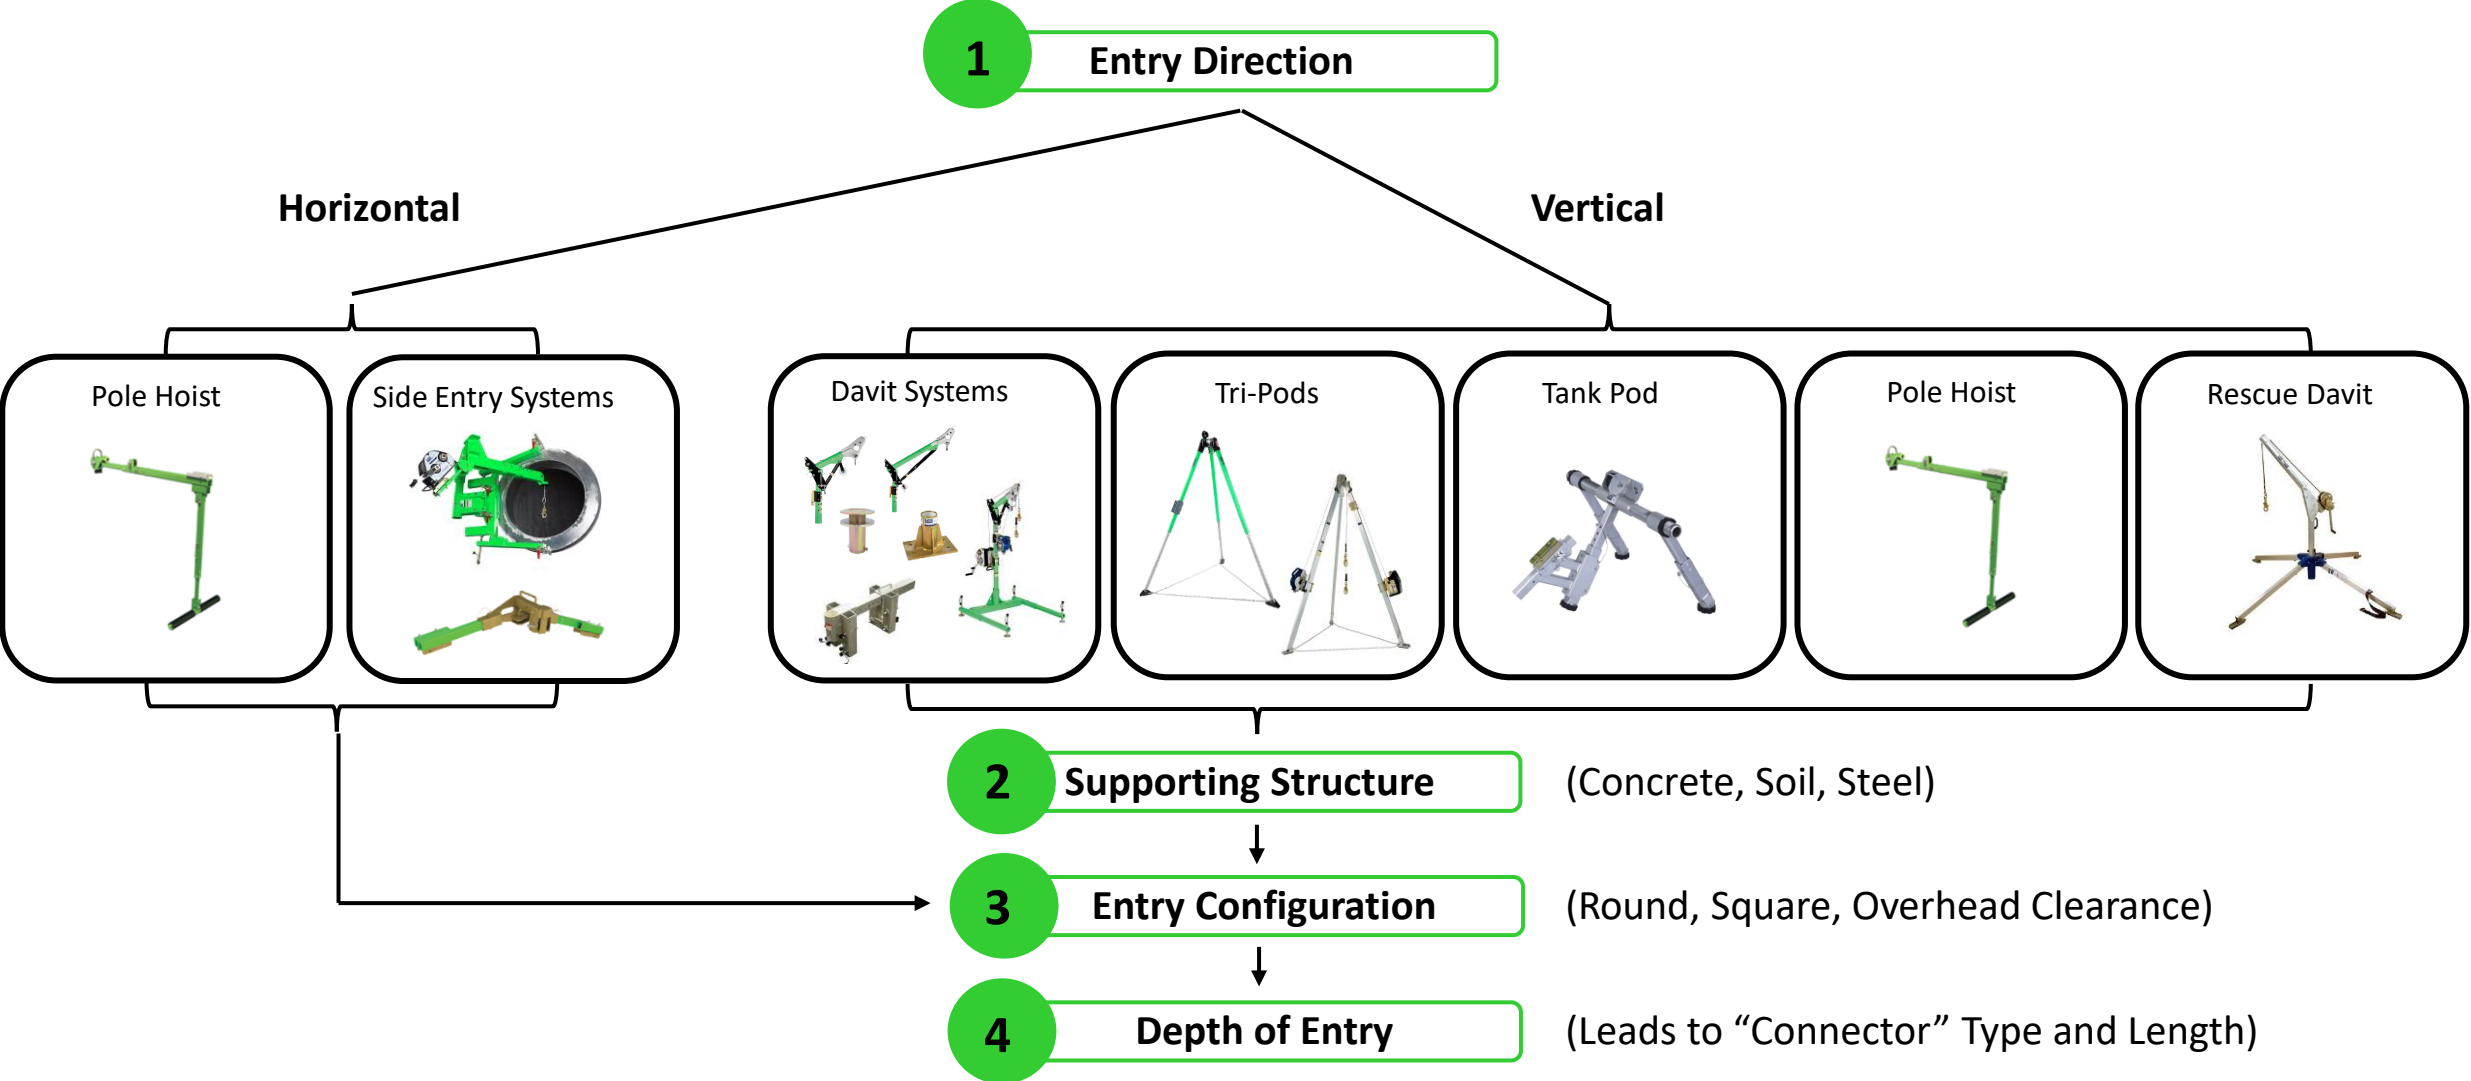 1 Entry Direction
Horizontal
Vertical
Pole Hoist
Side Entry Systems
Davit Systems
Tri-Pods
Tank Pod
Pole Hoist
Rescue Davit
2 Supporting Structure (Concrete, Soil, Steel)
3 Entry Configuration (Round, Square, Overhead Clearance)
4 Depth of Entry (Leads to “Connector” Type and Length)